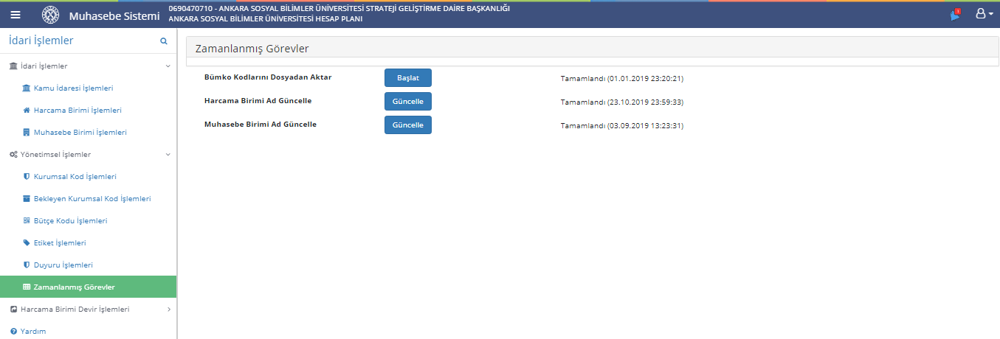 Muhasebe Sistemi
0690470710 - ANKARA SOSYAL BİLİMLER ÜNİVERSİTESİ STRATEJİ GELİŞTİRME DAİRE BAŞKANLIĞI
ANKARA SOSYAL BİLİMLER ÜNİVERSİTESİ HESAP PLANI
1
İdari İşlemler
İdari İşlemler
Kamu İdaresi İşlemleri
Harcama Birimi İşlemleri
Muhasebe Birimi İşlemleri
Yönetimsel İşlemler
Kurumsal Kod İşlemleri
Bekleyen Kurumsal Kod İşlemleri
Bütçe Kodu İşlemleri
Etiket İşlemleri
Duyuru İşlemleri
Zamanlanmış Görevler
Harcama Birimi Devir İşlemleri
Yardım
Zamanlanmış Görevler
Bümko Kodlarını Dosyadan Aktar Başlat Tamamlandı (01.01.2019 23:20:21)
Harcama Birimi Ad Güncelle Güncelle Tamamlandı (23.10.2019 23:59:33)
Muhasebe Birimi Ad Güncelle Güncelle Tamamlandı (03.09.2019 13:23:31)